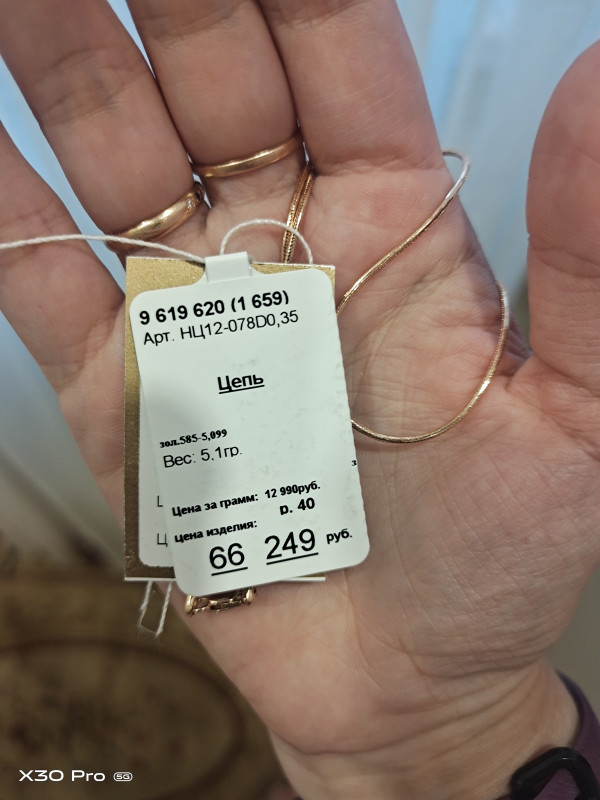 9 619 620 (1 659)
Арт. НЦ12-078D0,35
Цепь
зол.585-5,099
Вес: 5,1гр.
Цена за грамм: 12 990руб.
р. 40
цена изделия:
66 249 руб.
X30 Pro 5G